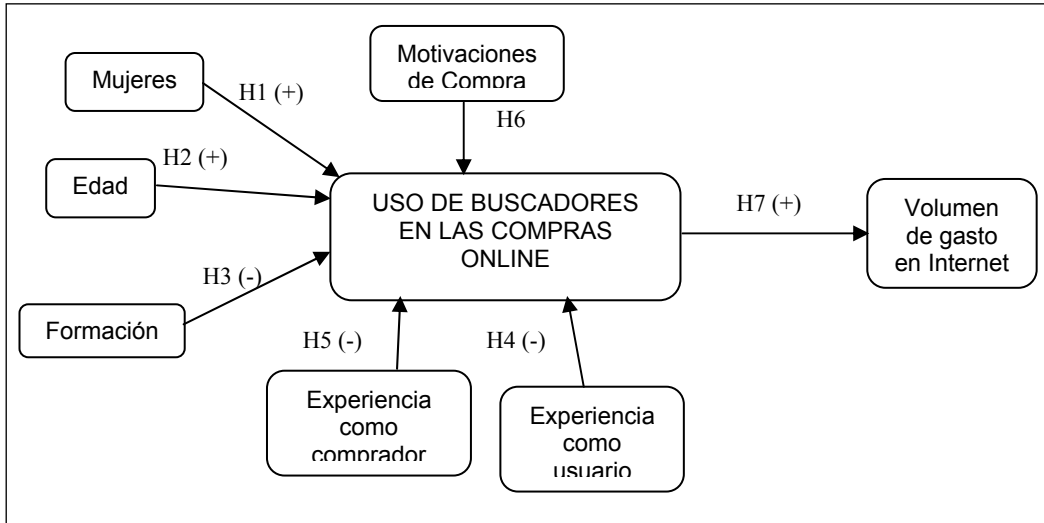 Mujeres
H1 (+)
Motivaciones
de Compra
H6
Edad
H2 (+)
USO DE BUSCADORES
EN LAS COMPRAS
ONLINE
H7 (+)
Volumen
de gasto
en Internet
Formación
H3 (-)
H5 (-)
H4 (-)
Experiencia
como
comprador
Experiencia
como
usuario